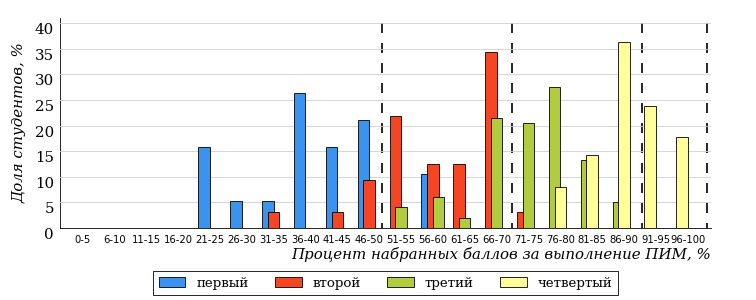 Доля студентов, %
40
35
30
25
20
15
10
5
0
0-5 6-10 11-15 16-20 21-25 26-30 31-35 36-40 41-45 46-50 51-55 56-60 61-65 66-70 71-75 76-80 81-85 86-90 91-95 96-100
Процент набранных баллов за выполнение ПИМ, %
первый второй третий четвертый